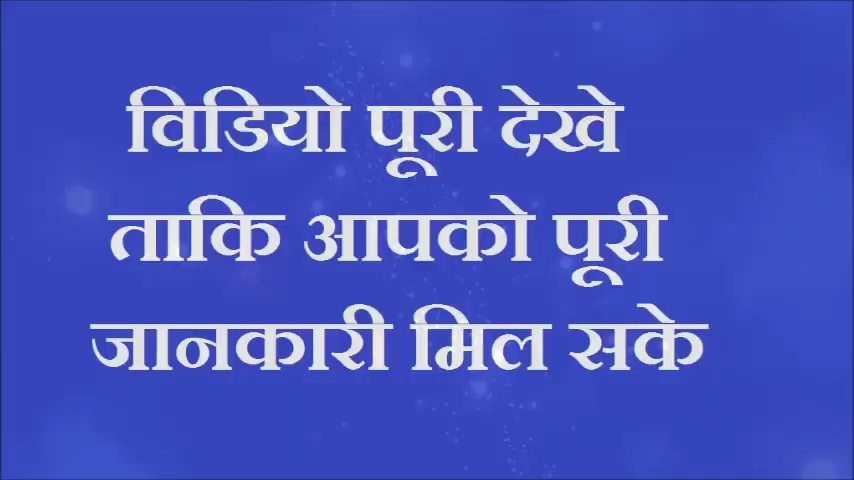 विडियो पूरी देखे
ताकि आपको पूरी
जानकारी मिल सके